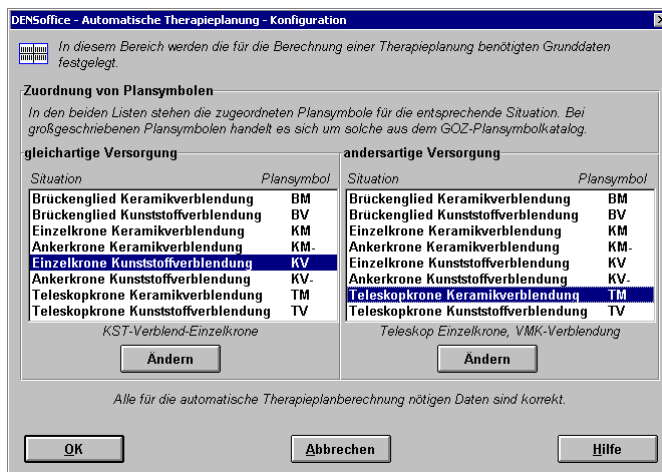 DENSoffice - Automatische Therapieplanung - Konfiguration
In diesem Bereich werden die für die Berechnung einer Therapieplanung benötigten Grunddaten
festgelegt.
Zuordnung von Plansymbolen
In den beiden Listen stehen die zugeordneten Plansymbole für die entsprechende Situation. Bei
großgeschriebenen Plansymbolen handelt es sich um solche aus dem GOZ-Plansymbolkatalog.
gleichartige Versorgung
Situation Plansymbol
Brückenglied Keramikverblendung BM
Brückenglied Kunststoffverblendung BV
Einzelkrone Keramikverblendung KM
Ankerkrone Keramikverblendung KM-
Einzelkrone Kunststoffverblendung KV
Ankerkrone Kunststoffverblendung KV-
Teleskopkrone Keramikverblendung TM
Teleskopkrone Kunststoffverblendung TV
KST-Verblend-Einzelkrone
Ändern
andersartige Versorgung
Situation Plansymbol
Brückenglied Keramikverblendung BM
Brückenglied Kunststoffverblendung BV
Einzelkrone Keramikverblendung KM
Ankerkrone Keramikverblendung KM-
Einzelkrone Kunststoffverblendung KV
Ankerkrone Kunststoffverblendung KV-
Teleskopkrone Keramikverblendung TM
Teleskopkrone Kunststoffverblendung TV
Teleskop Einzelkrone, VMK-Verblendung
Ändern
Alle für die automatische Therapieplanberechnung nötigen Daten sind korrekt.
OK Abbrechen Hilfe